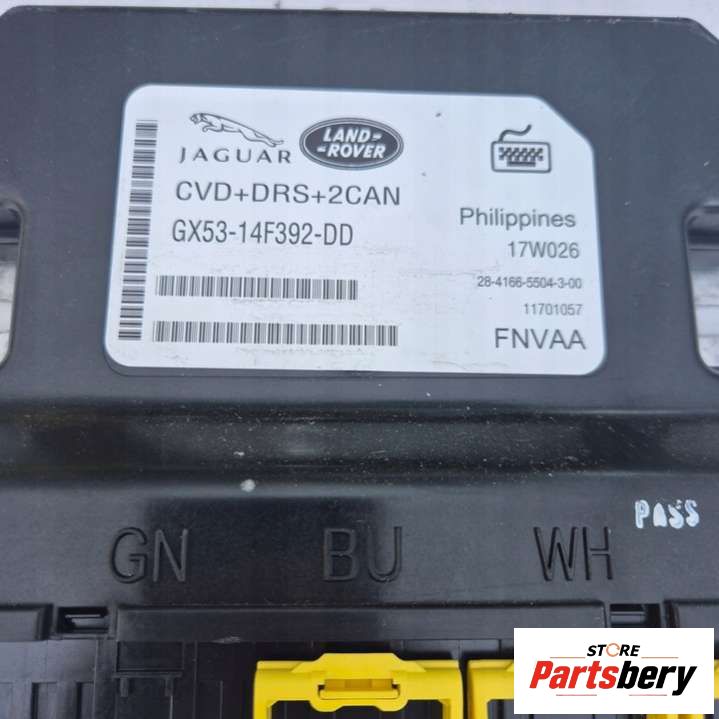 JAGUAR
LAND-
-ROVER
CVD+DRS+2CAN
GX53-14F392-DD
Philippines
17W026
28-4166-5504-3-00
11701057
FNVAA
PASS
GN BU WH
STORE
Partsbery